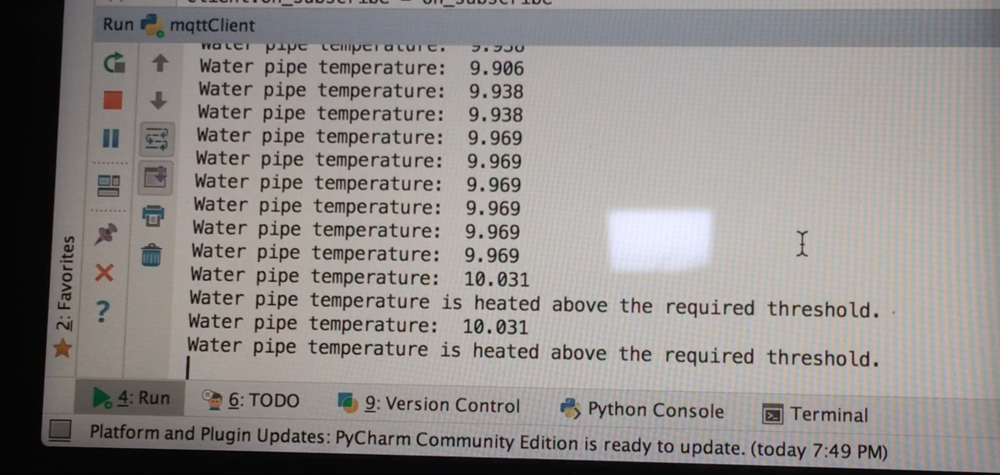 client.on_subscribe = on_subscribe
Run mqttClient
Water pipe temperature:
Water pipe temperature: 9.906
Water pipe temperature: 9.938
Water pipe temperature: 9.938
Water pipe temperature: 9.969
Water pipe temperature: 9.969
Water pipe temperature: 9.969
Water pipe temperature: 9.969
Water pipe temperature: 9.969
Water pipe temperature: 9.969
Water pipe temperature: 10.031
Water pipe temperature is heated above the required threshold.
Water pipe temperature: 10.031
Water pipe temperature is heated above the required threshold.
2: Favorites
4: Run 6: TODO 9: Version Control Python Console Terminal
Platform and Plugin Updates: PyCharm Community Edition is ready to update. (today 7:49 PM)